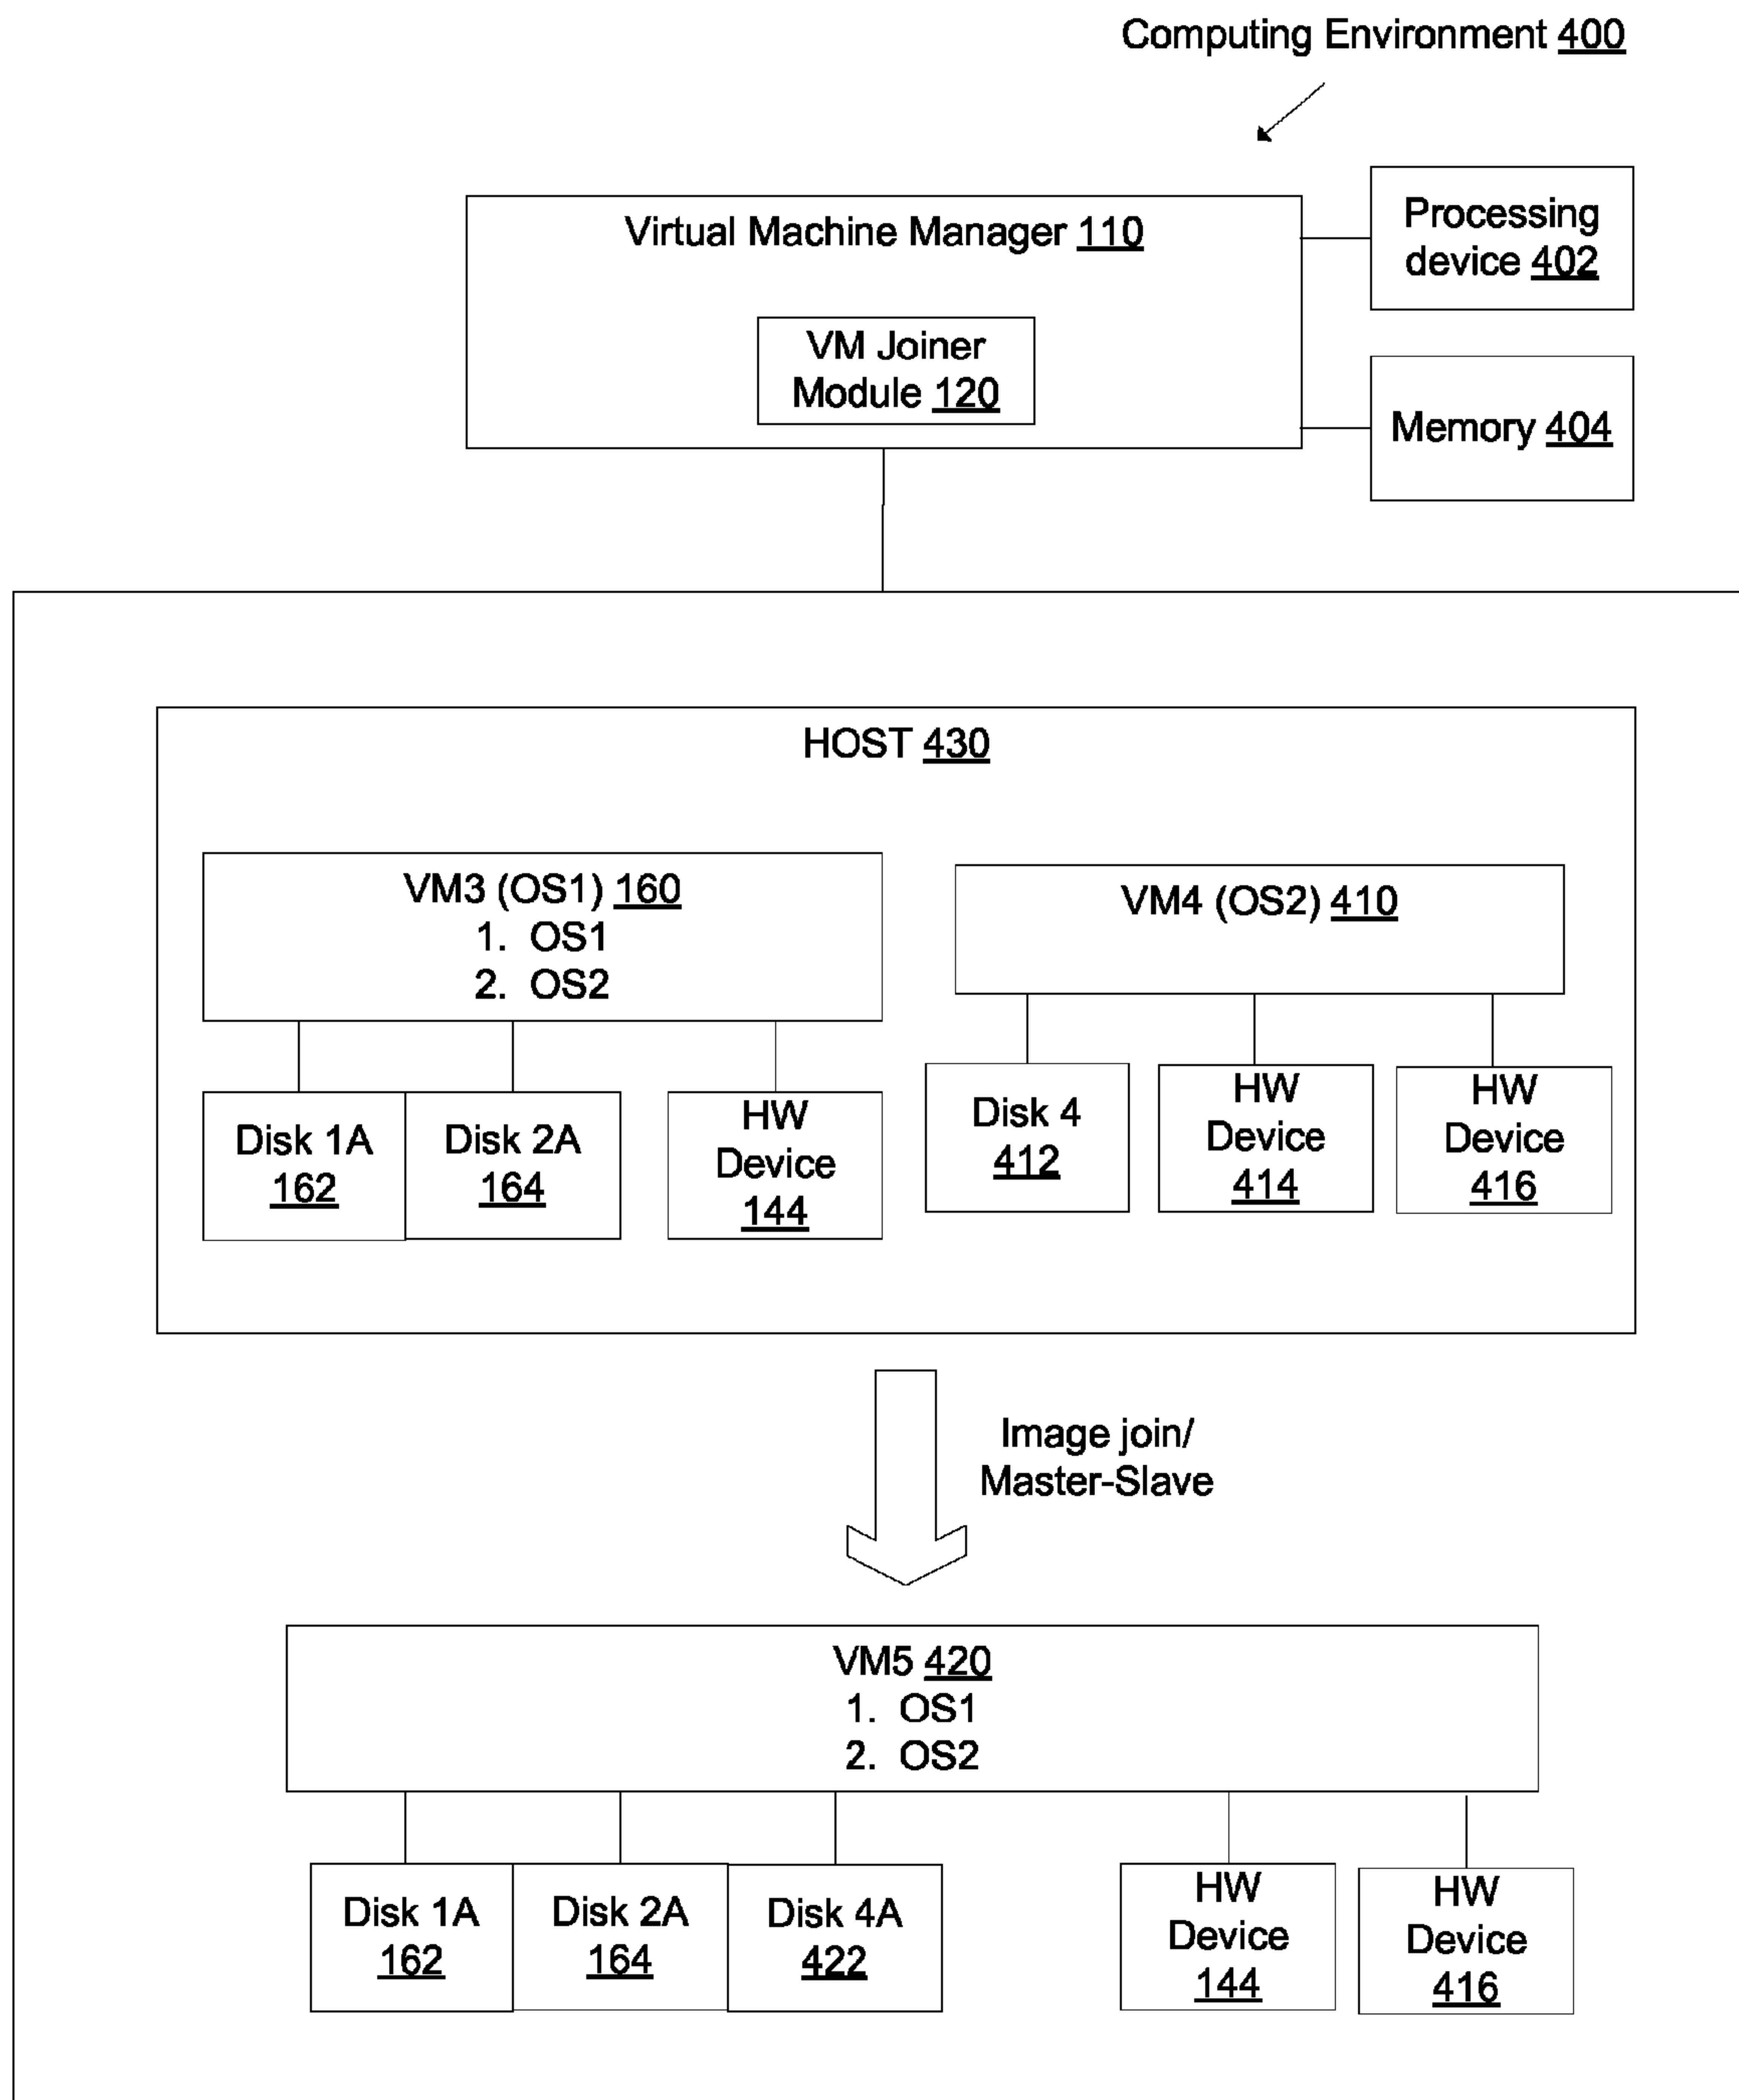 Computing Environment 400
Virtual Machine Manager 110
Processing
device 402
VM Joiner
Module 120
Memory 404
HOST 430
VM3 (OS1) 160
1. OS1
2. OS2
VM4 (OS2) 410
Disk 1A
162
Disk 2A
164
HW
Device
144
Disk 4
412
HW
Device
414
HW
Device
416
Image join/
Master-Slave
VM5 420
1. OS1
2. OS2
Disk 1A
162
Disk 2A
164
Disk 4A
422
HW
Device
144
HW
Device
416